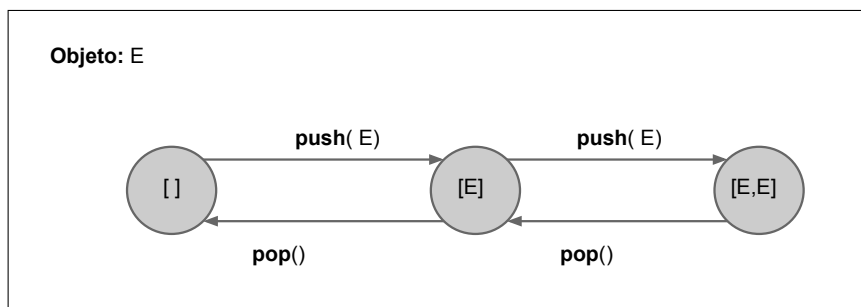 Objeto: E
push( E)
push( E)
[ ]
[E]
[E,E]
pop()
pop()